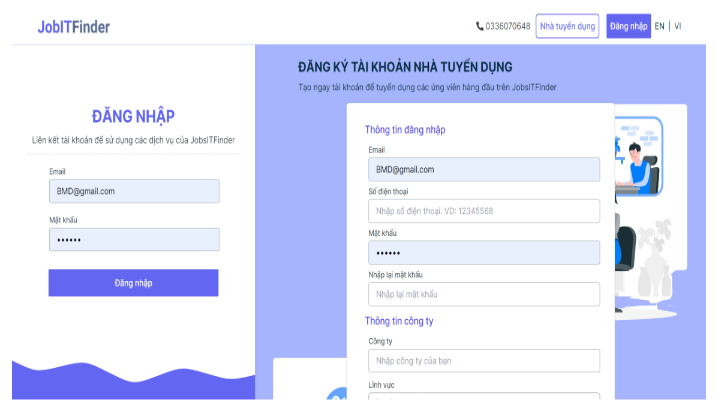 JobITFinder
0336070648 Nhà tuyển dụng Đăng nhập EN | VI
ĐĂNG NHẬP
Liên kết tài khoản để sử dụng các dịch vụ của JobsITFinder
Email
BMD@gmail.com
Mật khẩu
••••••
Đăng nhập
ĐĂNG KÝ TÀI KHOẢN NHÀ TUYỂN DỤNG
Tạo ngay tài khoản để tuyển dụng các ứng viên hàng đầu trên JobsITFinder
Thông tin đăng nhập
Email
BMD@gmail.com
Số điện thoại
Nhập số điện thoại. VD: 12345568
Mật khẩu
••••••
Nhập lại mật khẩu
Nhập lại mật khẩu
Thông tin công ty
Công ty
Nhập công ty của bạn
Lĩnh vực